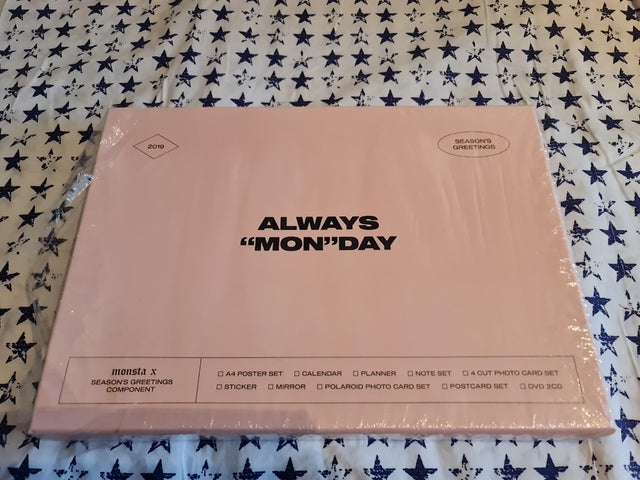 2019
SEASON'S
GREETINGS
ALWAYS
“MON”DAY
monsta x
SEASON'S GREETINGS
COMPONENT
□ A4 POSTER SET □ CALENDAR □ PLANNER □ NOTE SET □ 4 CUT PHOTO CARD SET
□ STICKER □ MIRROR □ POLAROID PHOTO CARD SET □ POSTCARD SET □ DVD 2CD